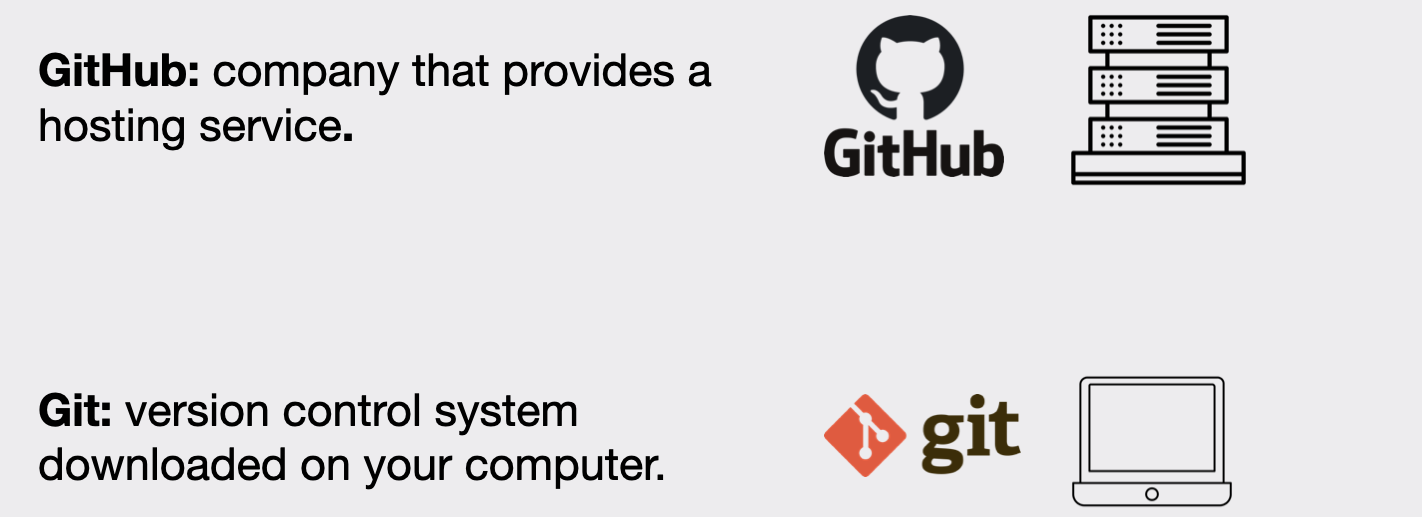 GitHub: company that provides a
hosting service.
GitHub
Git: version control system
downloaded on your computer.
git